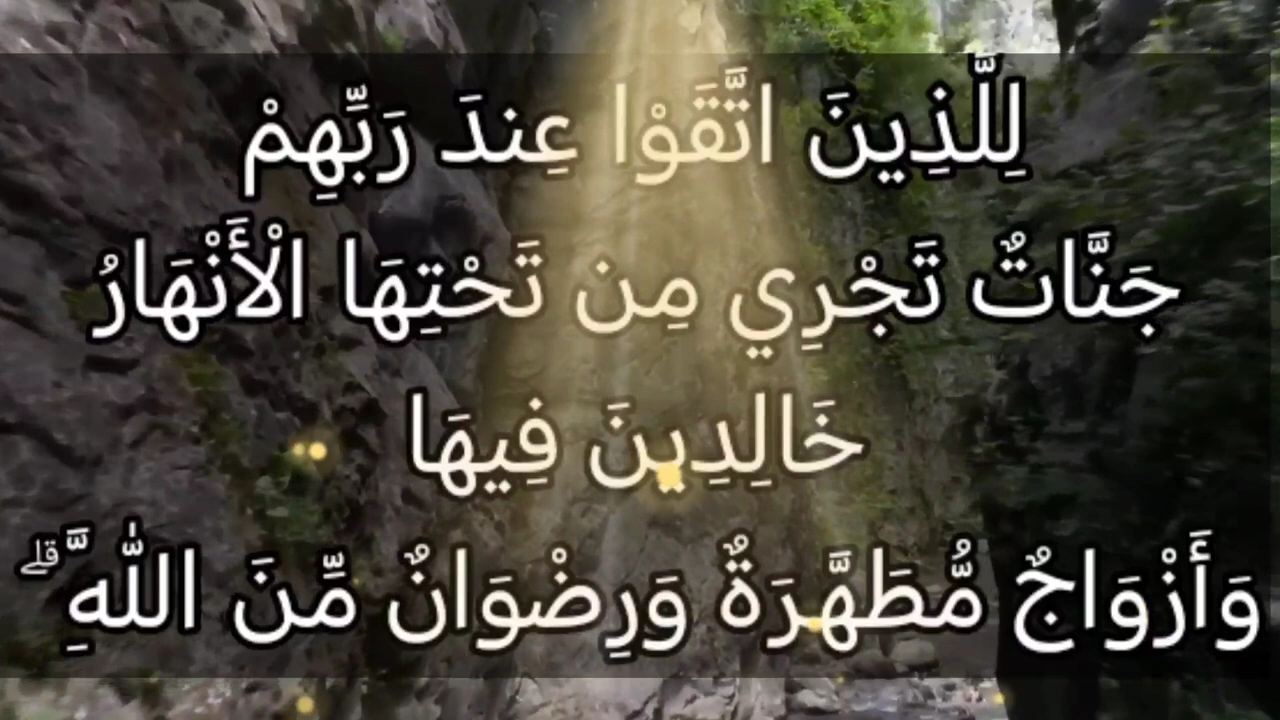 لِلَّذِينَ اتَّقَوْا عِندَ رَبِّهِمْ
جَنَّاتٌ تَجْرِي مِن تَحْتِهَا الْأَنْهَارُ
خَالِدِينَ فِيهَا
وَأَزْوَاجٌ مُّطَهَّرَةٌ وَرِضْوَانٌ مِّنَ اللَّهِ ۗ